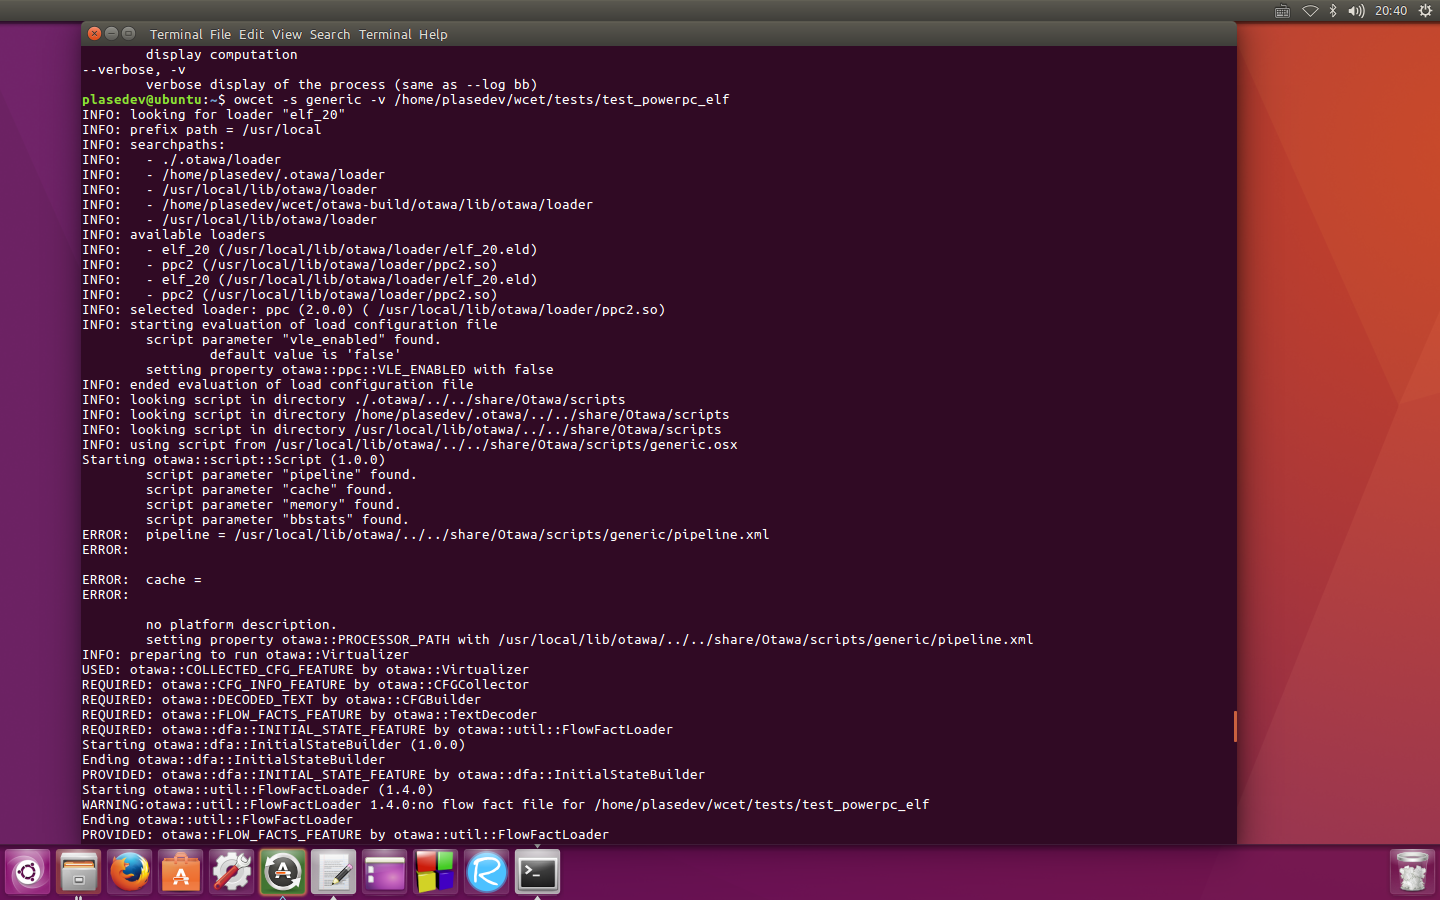 20:40
Terminal File Edit View Search Terminal Help
display computation
--verbose, -v
verbose display of the process (same as --log bb)
plasedev@ubuntu:~$ owcet -s generic -v /home/plasedev/wcet/tests/test_powerpc_elf
INFO: looking for loader "elf_20"
INFO: prefix path = /usr/local
INFO: searchpaths:
INFO:   - ./.otawa/loader
INFO:   - /home/plasedev/.otawa/loader
INFO:   - /usr/local/lib/otawa/loader
INFO:   - /home/plasedev/wcet/otawa-build/otawa/lib/otawa/loader
INFO:   - /usr/local/lib/otawa/loader
INFO: available loaders
INFO:   - elf_20 (/usr/local/lib/otawa/loader/elf_20.eld)
INFO:   - ppc2 (/usr/local/lib/otawa/loader/ppc2.so)
INFO:   - elf_20 (/usr/local/lib/otawa/loader/elf_20.eld)
INFO:   - ppc2 (/usr/local/lib/otawa/loader/ppc2.so)
INFO: selected loader: ppc (2.0.0) ( /usr/local/lib/otawa/loader/ppc2.so)
INFO: starting evaluation of load configuration file
script parameter "vle_enabled" found.
default value is 'false'
setting property otawa::ppc::VLE_ENABLED with false
INFO: ended evaluation of load configuration file
INFO: looking script in directory ./.otawa/../../share/Otawa/scripts
INFO: looking script in directory /home/plasedev/.otawa/../../share/Otawa/scripts
INFO: looking script in directory /usr/local/lib/otawa/../../share/Otawa/scripts
INFO: using script from /usr/local/lib/otawa/../../share/Otawa/scripts/generic.osx
Starting otawa::script::Script (1.0.0)
script parameter "pipeline" found.
script parameter "cache" found.
script parameter "memory" found.
script parameter "bbstats" found.
ERROR:  pipeline = /usr/local/lib/otawa/../../share/Otawa/scripts/generic/pipeline.xml
ERROR:
ERROR:  cache =
ERROR:
no platform description.
setting property otawa::PROCESSOR_PATH with /usr/local/lib/otawa/../../share/Otawa/scripts/generic/pipeline.xml
INFO: preparing to run otawa::Virtualizer
USED: otawa::COLLECTED_CFG_FEATURE by otawa::Virtualizer
REQUIRED: otawa::CFG_INFO_FEATURE by otawa::CFGCollector
REQUIRED: otawa::DECODED_TEXT by otawa::CFGBuilder
REQUIRED: otawa::FLOW_FACTS_FEATURE by otawa::TextDecoder
REQUIRED: otawa::dfa::INITIAL_STATE_FEATURE by otawa::util::FlowFactLoader
Starting otawa::dfa::InitialStateBuilder (1.0.0)
Ending otawa::dfa::InitialStateBuilder
PROVIDED: otawa::dfa::INITIAL_STATE_FEATURE by otawa::dfa::InitialStateBuilder
Starting otawa::util::FlowFactLoader (1.4.0)
WARNING:otawa::util::FlowFactLoader 1.4.0:no flow fact file for /home/plasedev/wcet/tests/test_powerpc_elf
Ending otawa::util::FlowFactLoader
PROVIDED: otawa::FLOW_FACTS_FEATURE by otawa::util::FlowFactLoader